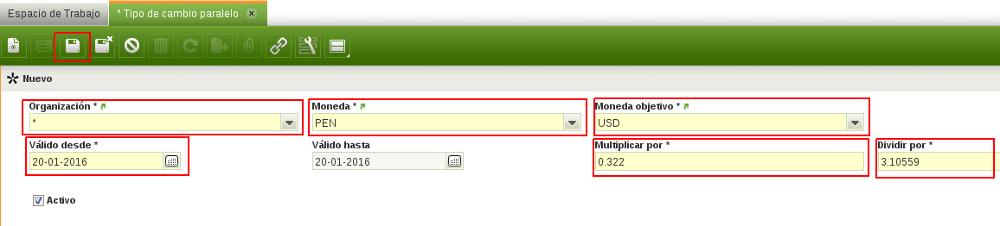 Espacio de Trabajo * Tipo de cambio paralelo
Nuevo
Organización * Moneda * Moneda objetivo *
* PEN USD
Válido desde * Válido hasta Multiplicar por * Dividir por *
20-01-2016 20-01-2016 0.322 3.10559
Activo